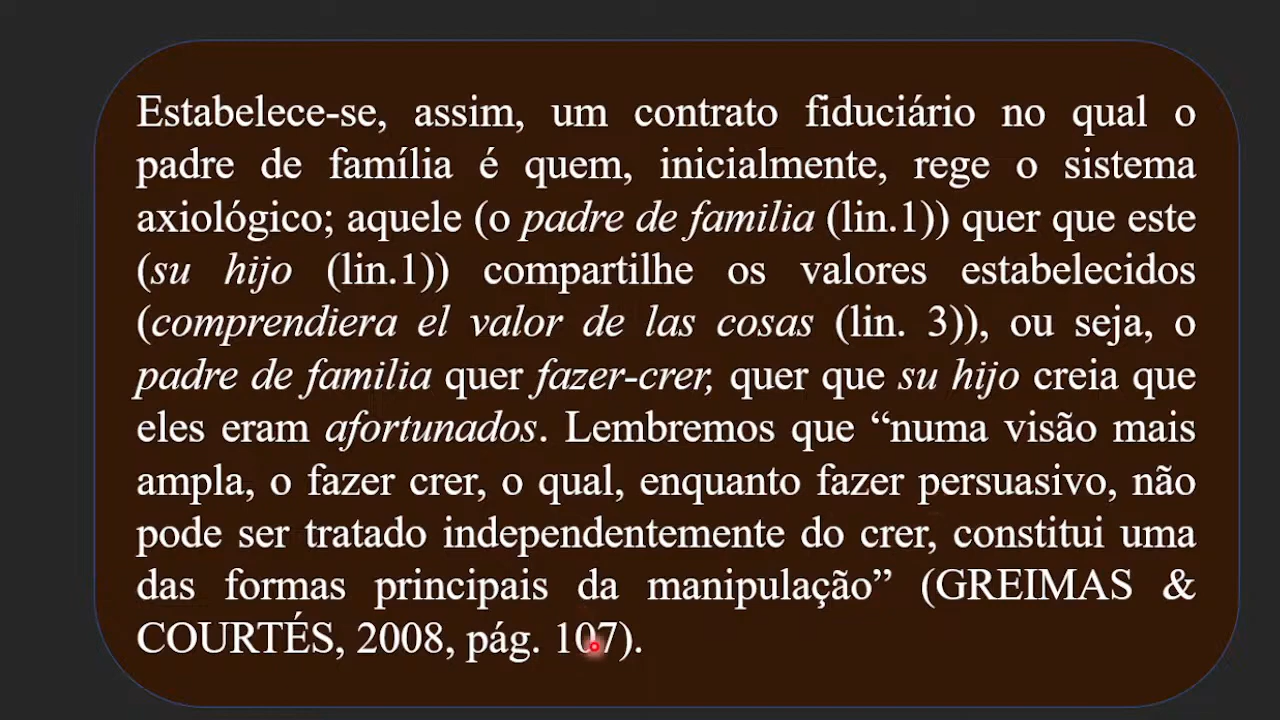 Estabelece-se, assim, um contrato fiduciário no qual o
padre de família é quem, inicialmente, rege o sistema
axiológico; aquele (o padre de familia (lin.1)) quer que este
(su hijo (lin.1)) compartilhe os valores estabelecidos
(comprendiera el valor de las cosas (lin. 3)), ou seja, o
padre de familia quer fazer-crer, quer que su hijo creia que
eles eram afortunados. Lembremos que “numa visão mais
ampla, o fazer crer, o qual, enquanto fazer persuasivo, não
pode ser tratado independentemente do crer, constitui uma
das formas principais da manipulação” (GREIMAS &
COURTÉS, 2008, pág. 107).